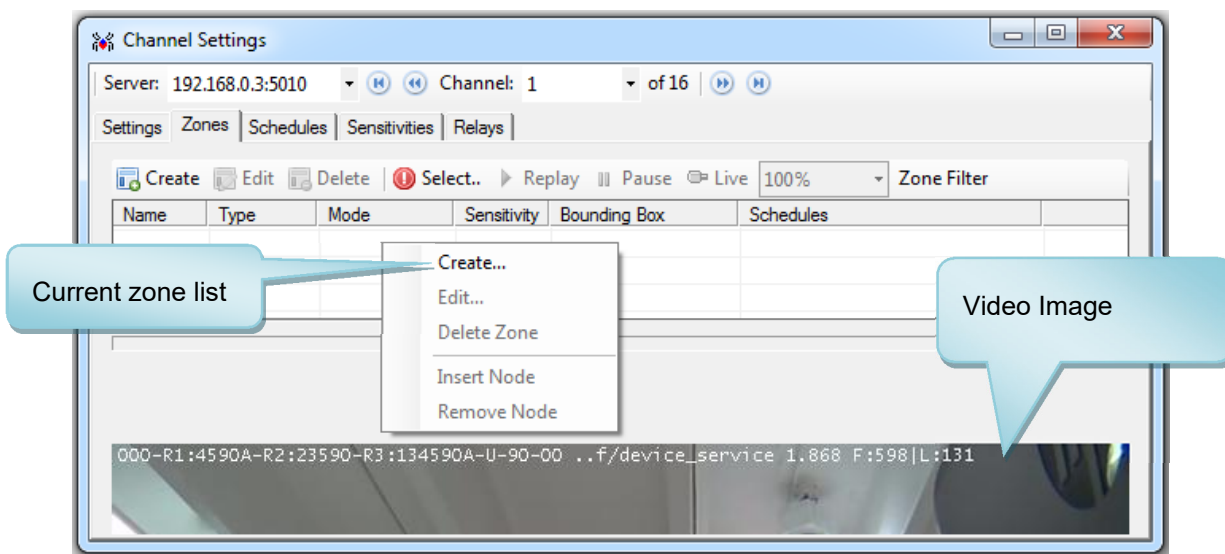 Channel Settings
Server: 192.168.0.3:5010 Channel: 1 of 16
Settings Zones Schedules Sensitivities Relays
Create Edit Delete Select.. Replay Pause Live 100% Zone Filter
Name Type Mode Sensitivity Bounding Box Schedules
Create...
Current zone list
Edit...
Video Image
Delete Zone
Insert Node
Remove Node
000-R1:4590A-R2:23590-R3:134590A-U-90-00 ..f/device_service 1.868 F:598|L:131